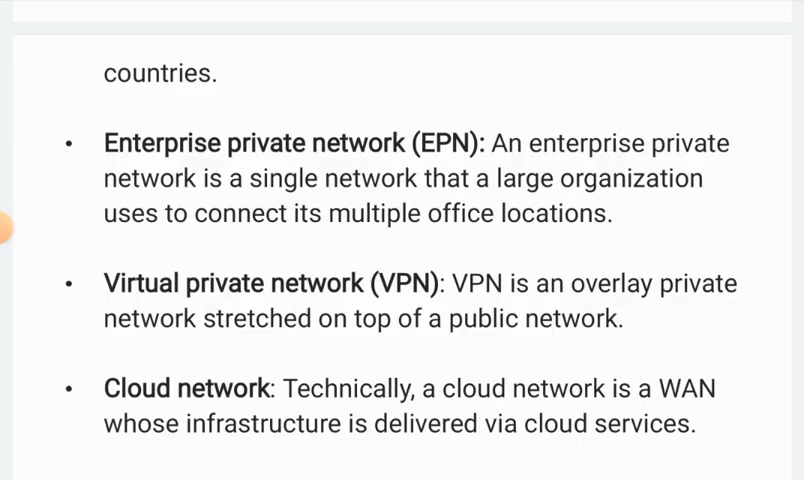 countries.
• Enterprise private network (EPN): An enterprise private
network is a single network that a large organization
uses to connect its multiple office locations.
• Virtual private network (VPN): VPN is an overlay private
network stretched on top of a public network.
• Cloud network: Technically, a cloud network is a WAN
whose infrastructure is delivered via cloud services.